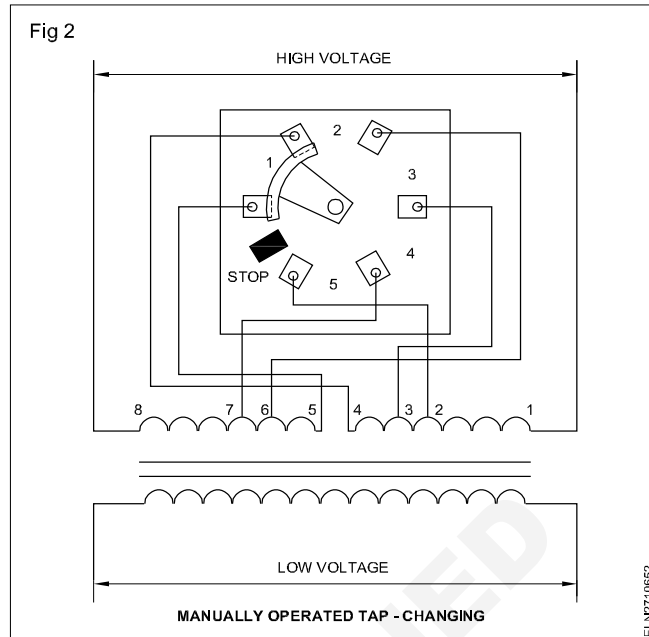 Fig 2
HIGH VOLTAGE
2
1
3
4
STOP
5
8 7 6 5 4 3 2 1
LOW VOLTAGE
MANUALLY OPERATED TAP - CHANGING
ELN2710652